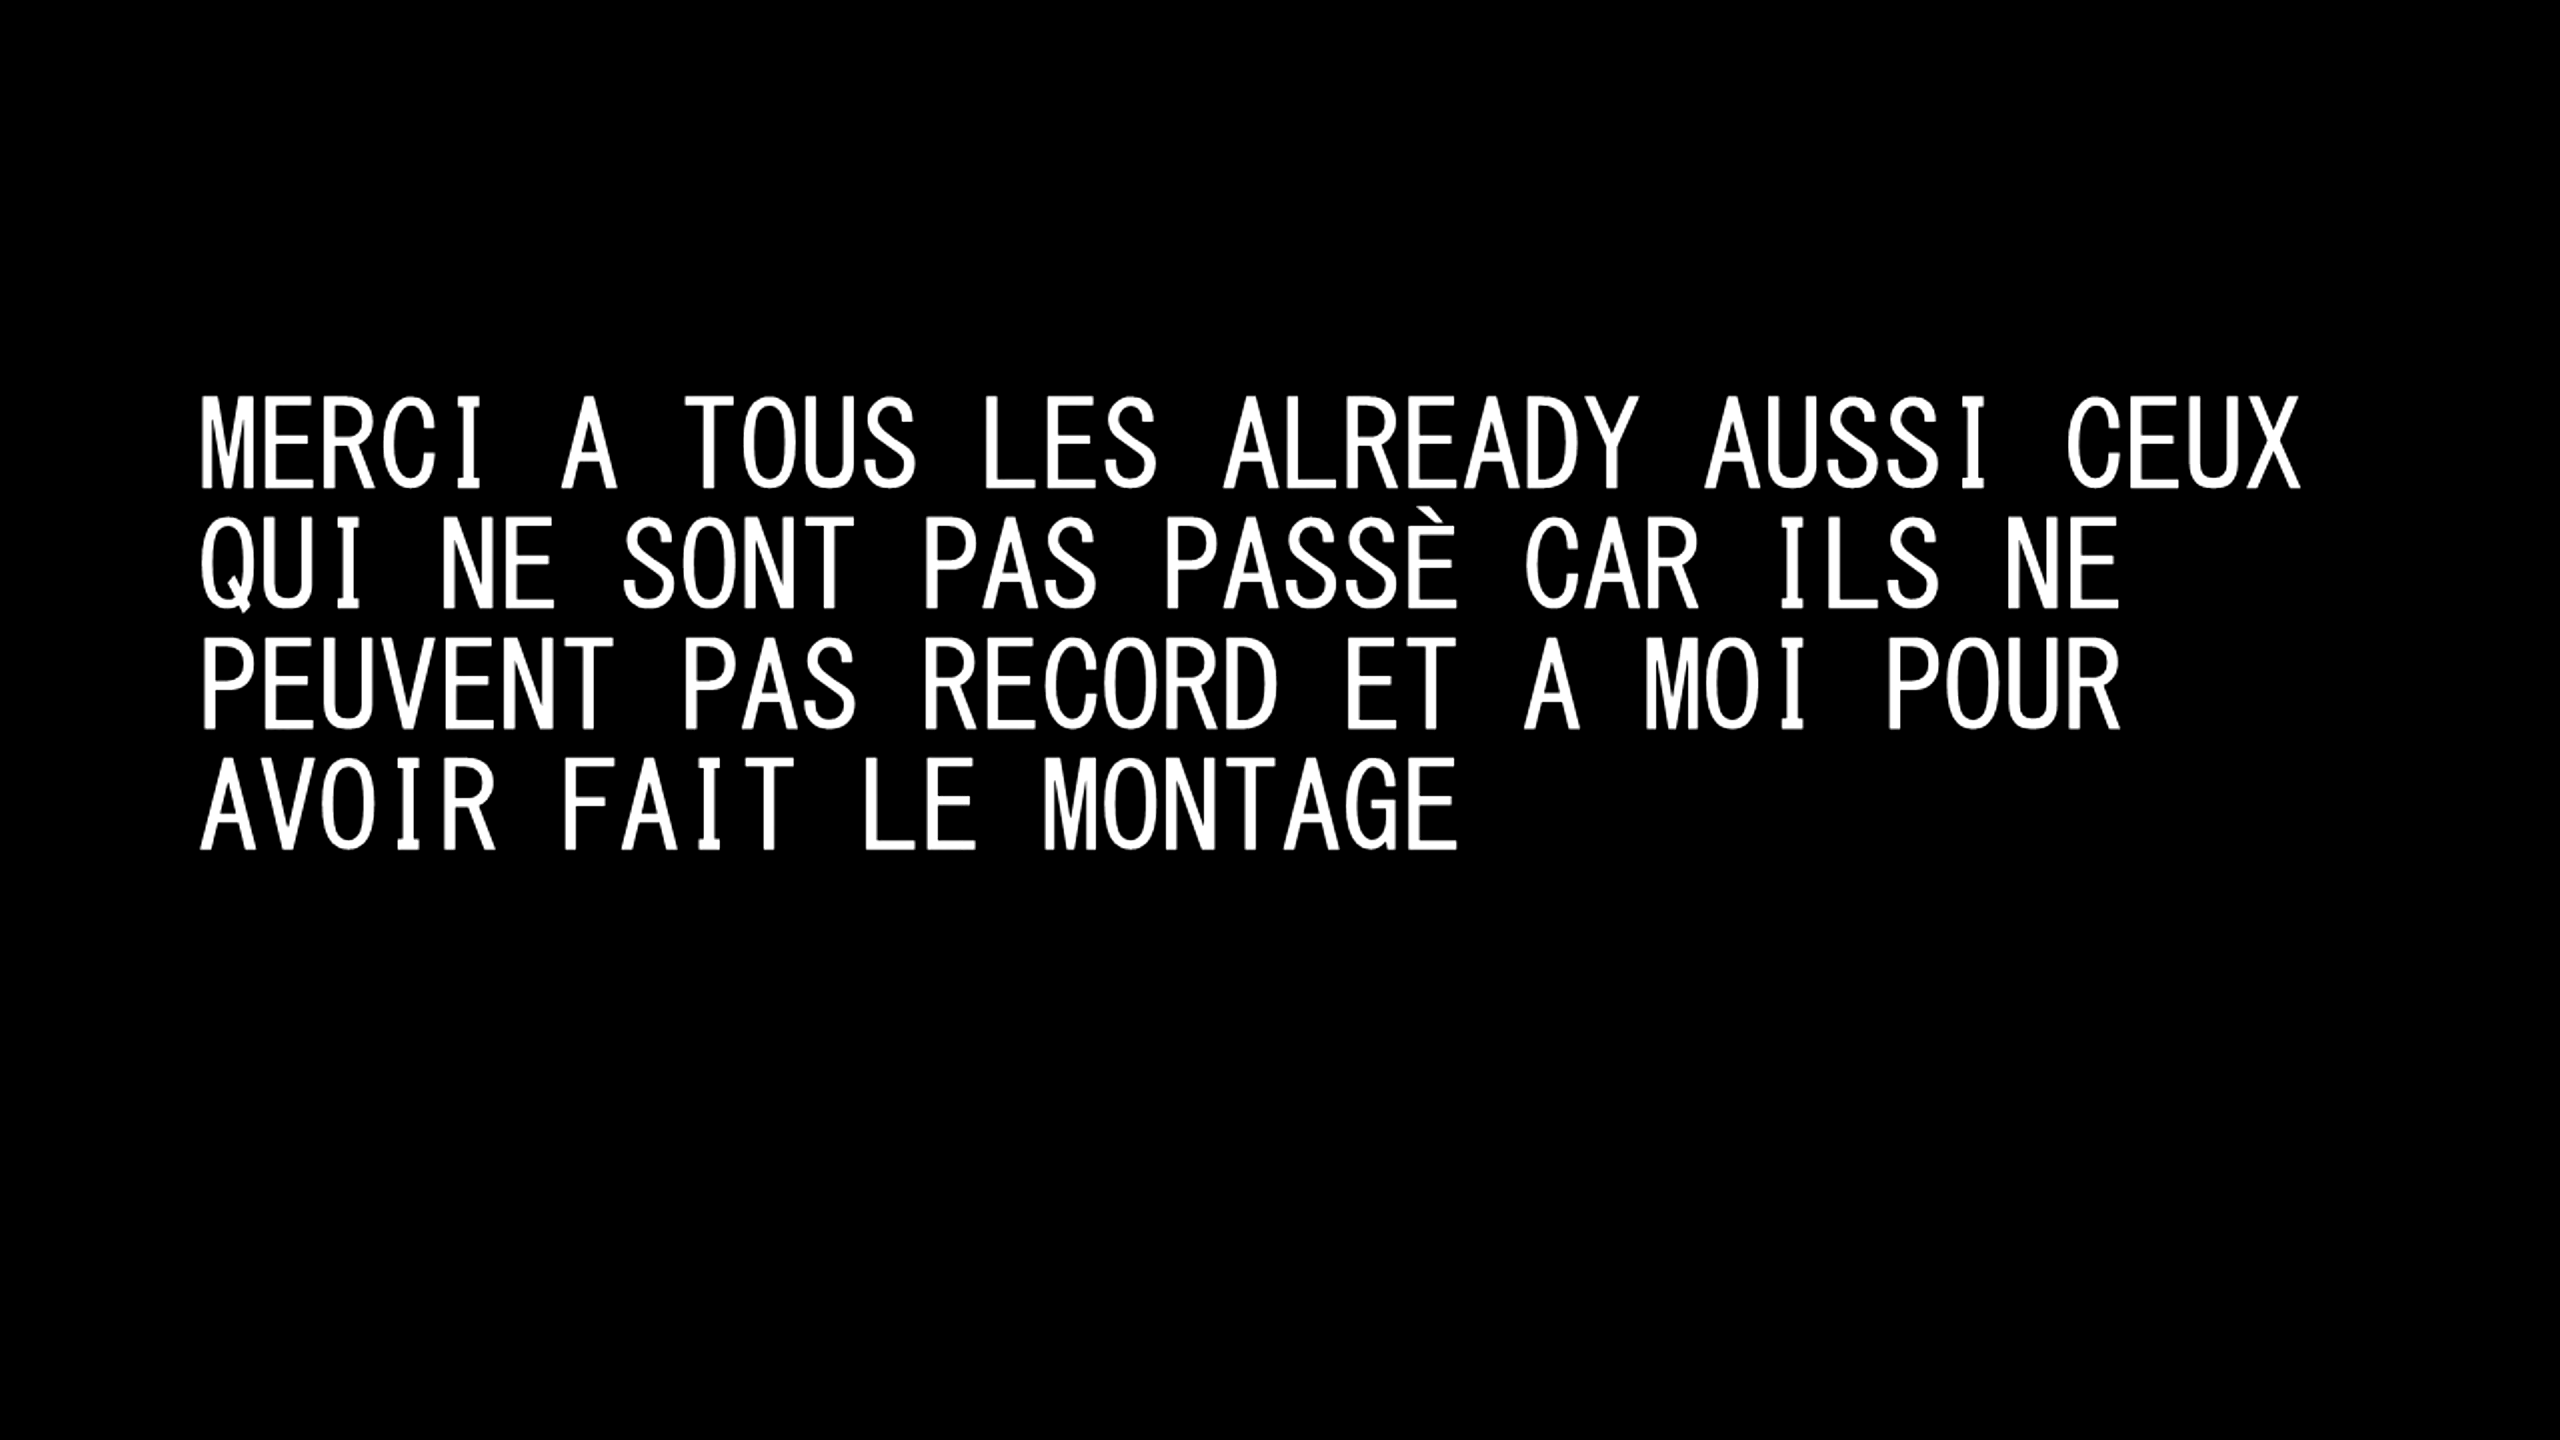 MERCI A TOUS LES ALREADY AUSSI CEUX
QUI NE SONT PAS PASSÈ CAR ILS NE
PEUVENT PAS RECORD ET A MOI POUR
AVOIR FAIT LE MONTAGE